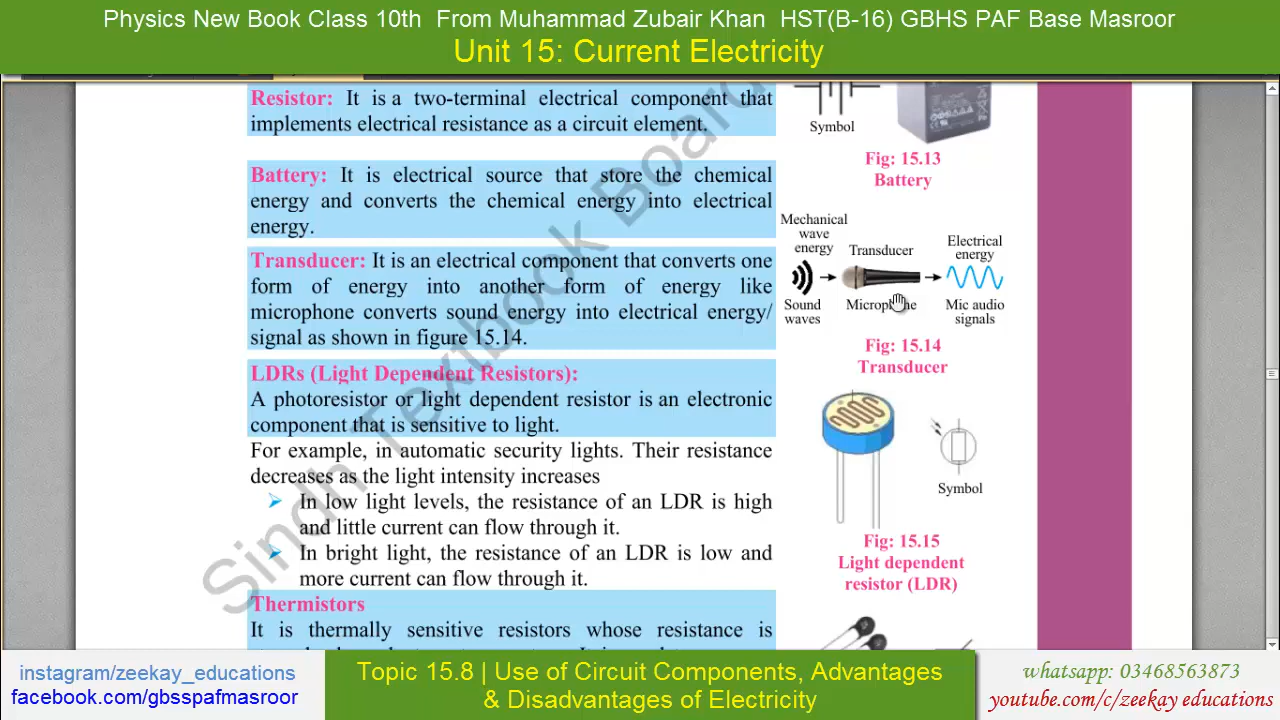 Physics New Book Class 10th From Muhammad Zubair Khan HST(B-16) GBHS PAF Base Masroor
Unit 15: Current Electricity
Resistor: It is a two-terminal electrical component that
implements electrical resistance as a circuit element.
Battery: It is electrical source that store the chemical
energy and converts the chemical energy into electrical
energy.
Transducer: It is an electrical component that converts one
form of energy into another form of energy like
microphone converts sound energy into electrical energy/
signal as shown in figure 15.14.
LDRs (Light Dependent Resistors):
A photoresistor or light dependent resistor is an electronic
component that is sensitive to light.
For example, in automatic security lights. Their resistance
decreases as the light intensity increases
In low light levels, the resistance of an LDR is high
and little current can flow through it.
In bright light, the resistance of an LDR is low and
more current can flow through it.
Thermistors
It is thermally sensitive resistors whose resistance is
Symbol
Fig: 15.13
Battery
Mechanical
wave
energy
Transducer
Electrical
energy
Sound
waves
Microphone
Mic audio
signals
Fig: 15.14
Transducer
Symbol
Fig: 15.15
Light dependent
resistor (LDR)
Sindh Textbook Board
instagram/zeekay_educations
facebook.com/gbsspafmasroor
Topic 15.8 | Use of Circuit Components, Advantages
& Disadvantages of Electricity
whatsapp: 03468563873
youtube.com/c/zeekay educations